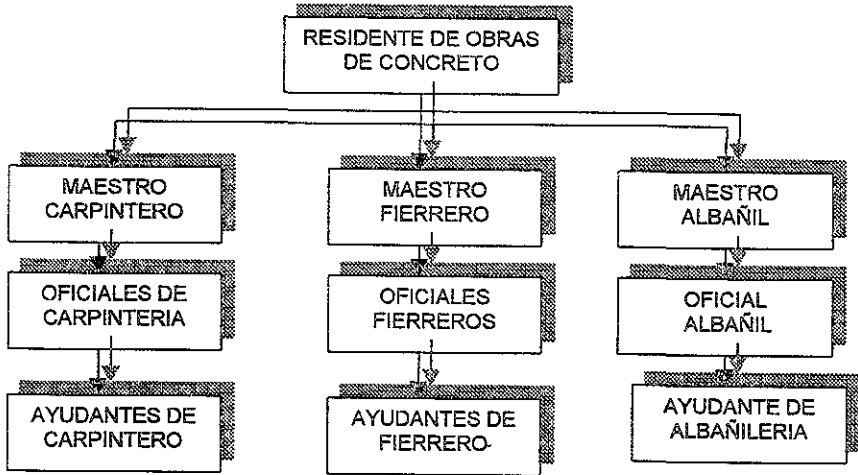 RESIDENTE DE OBRAS
DE CONCRETO
MAESTRO
CARPINTERO
MAESTRO
FIERRERO
MAESTRO
ALBAÑIL
OFICIALES DE
CARPINTERIA
OFICIALES
FIERREROS
OFICIAL
ALBAÑIL
AYUDANTES DE
CARPINTERO
AYUDANTES DE
FIERRERO
AYUDANTE DE
ALBAÑILERIA